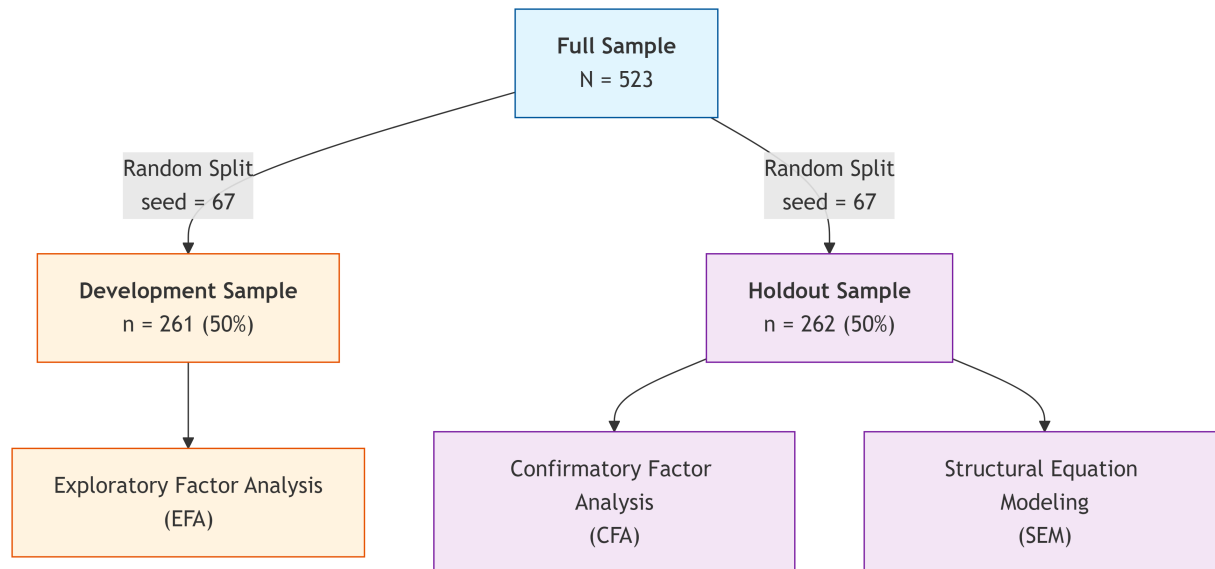 Full Sample
N = 523
Random Split
seed = 67
Random Split
seed = 67
Development Sample
n = 261 (50%)
Holdout Sample
n = 262 (50%)
Exploratory Factor Analysis
(EFA)
Confirmatory Factor
Analysis
(CFA)
Structural Equation
Modeling
(SEM)